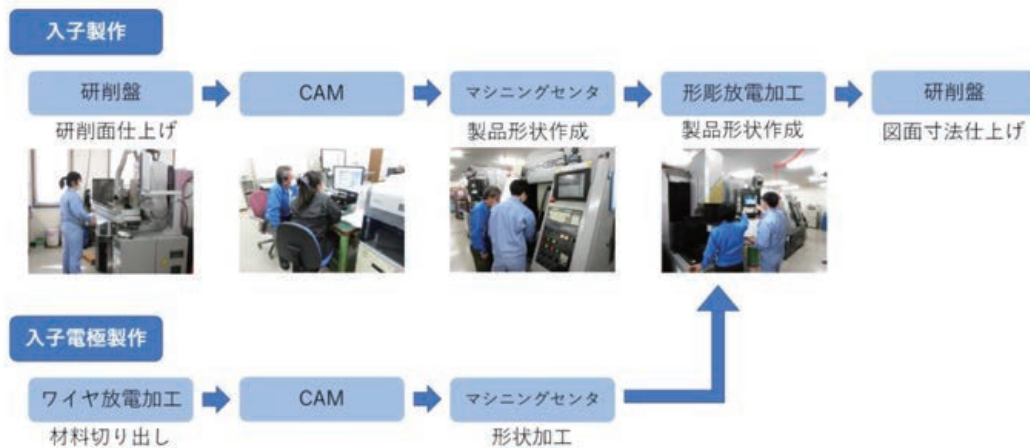 入子製作
研削盤
CAM
マシニングセンタ
形彫放電加工
研削盤
研削面仕上げ
製品形状作成
製品形状作成
図面寸法仕上げ
入子電極製作
ワイヤ放電加工
CAM
マシニングセンタ
材料切り出し
形状加工